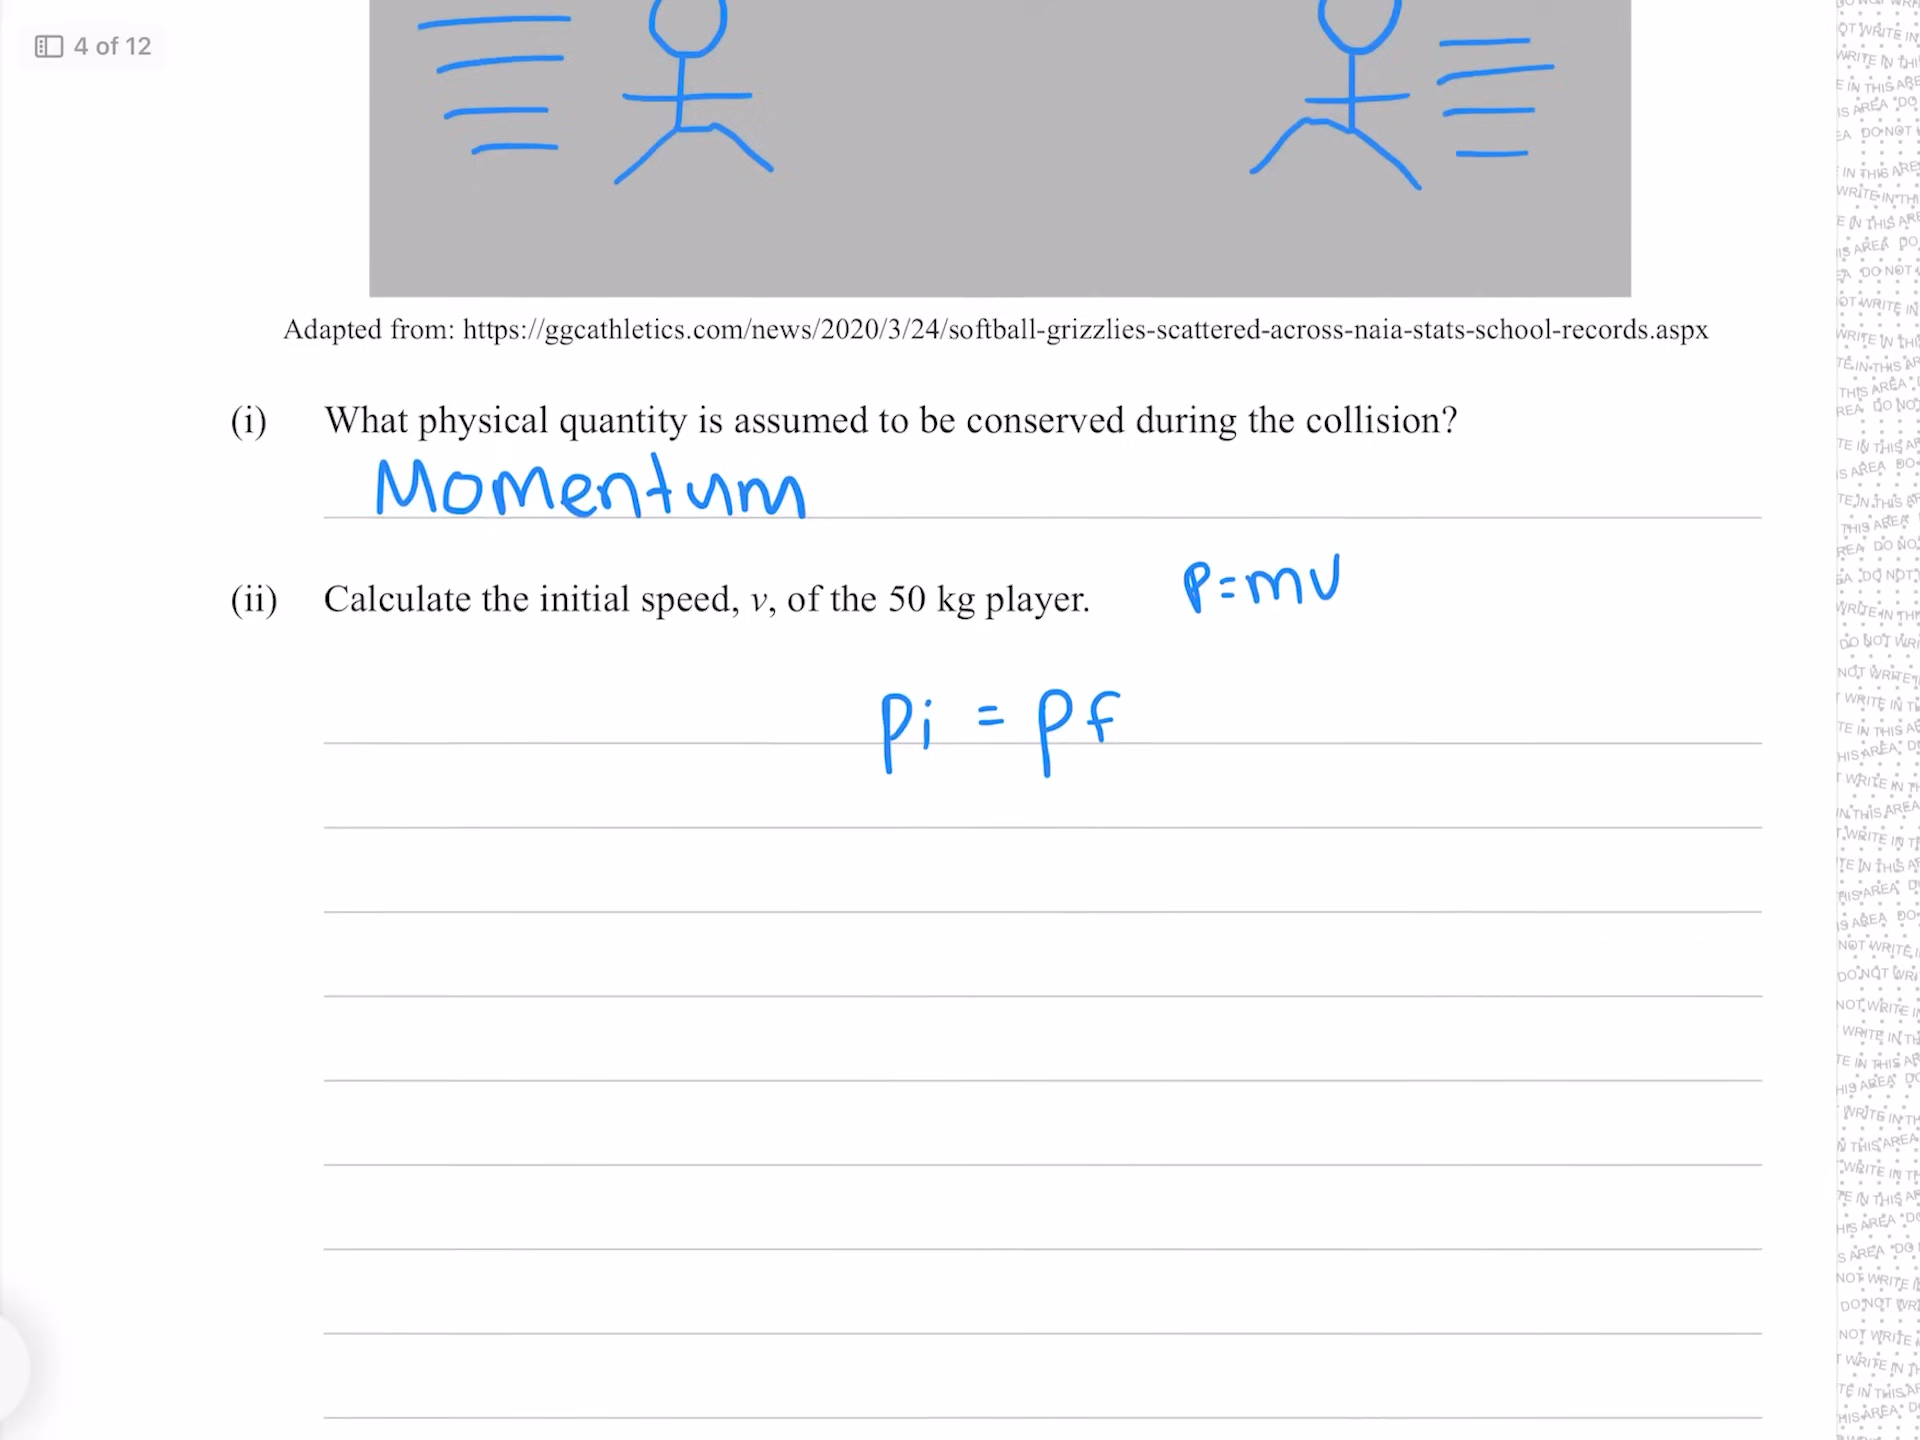 4 of 12
Adapted from: https://ggcathletics.com/news/2020/3/24/softball-grizzlies-scattered-across-naia-stats-school-records.aspx
(i) What physical quantity is assumed to be conserved during the collision?
Momentum
(ii) Calculate the initial speed, v, of the 50 kg player.
P=mv
Pi = Pf